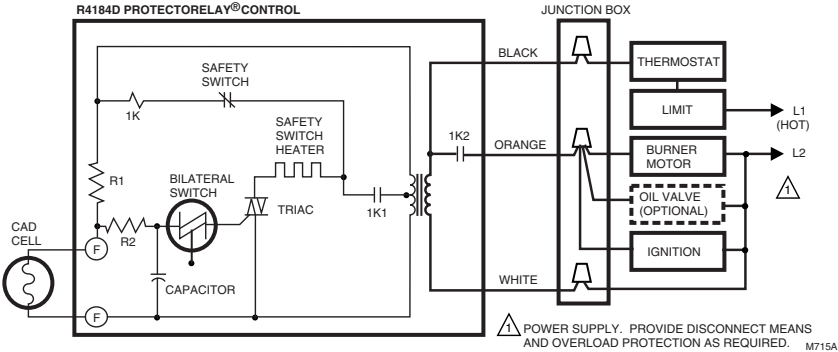 R4184D PROTECTORELAY® CONTROL
JUNCTION BOX
BLACK
THERMOSTAT
SAFETY
SWITCH
1K
LIMIT
L1
(HOT)
SAFETY
SWITCH
HEATER
1K2
ORANGE
BURNER
MOTOR
L2
R1
BILATERAL
SWITCH
TRIAC
1K1
OIL VALVE
(OPTIONAL)
1
CAD
CELL
R2
F
IGNITION
CAPACITOR
WHITE
F
1 POWER SUPPLY. PROVIDE DISCONNECT MEANS
AND OVERLOAD PROTECTION AS REQUIRED.
M715A